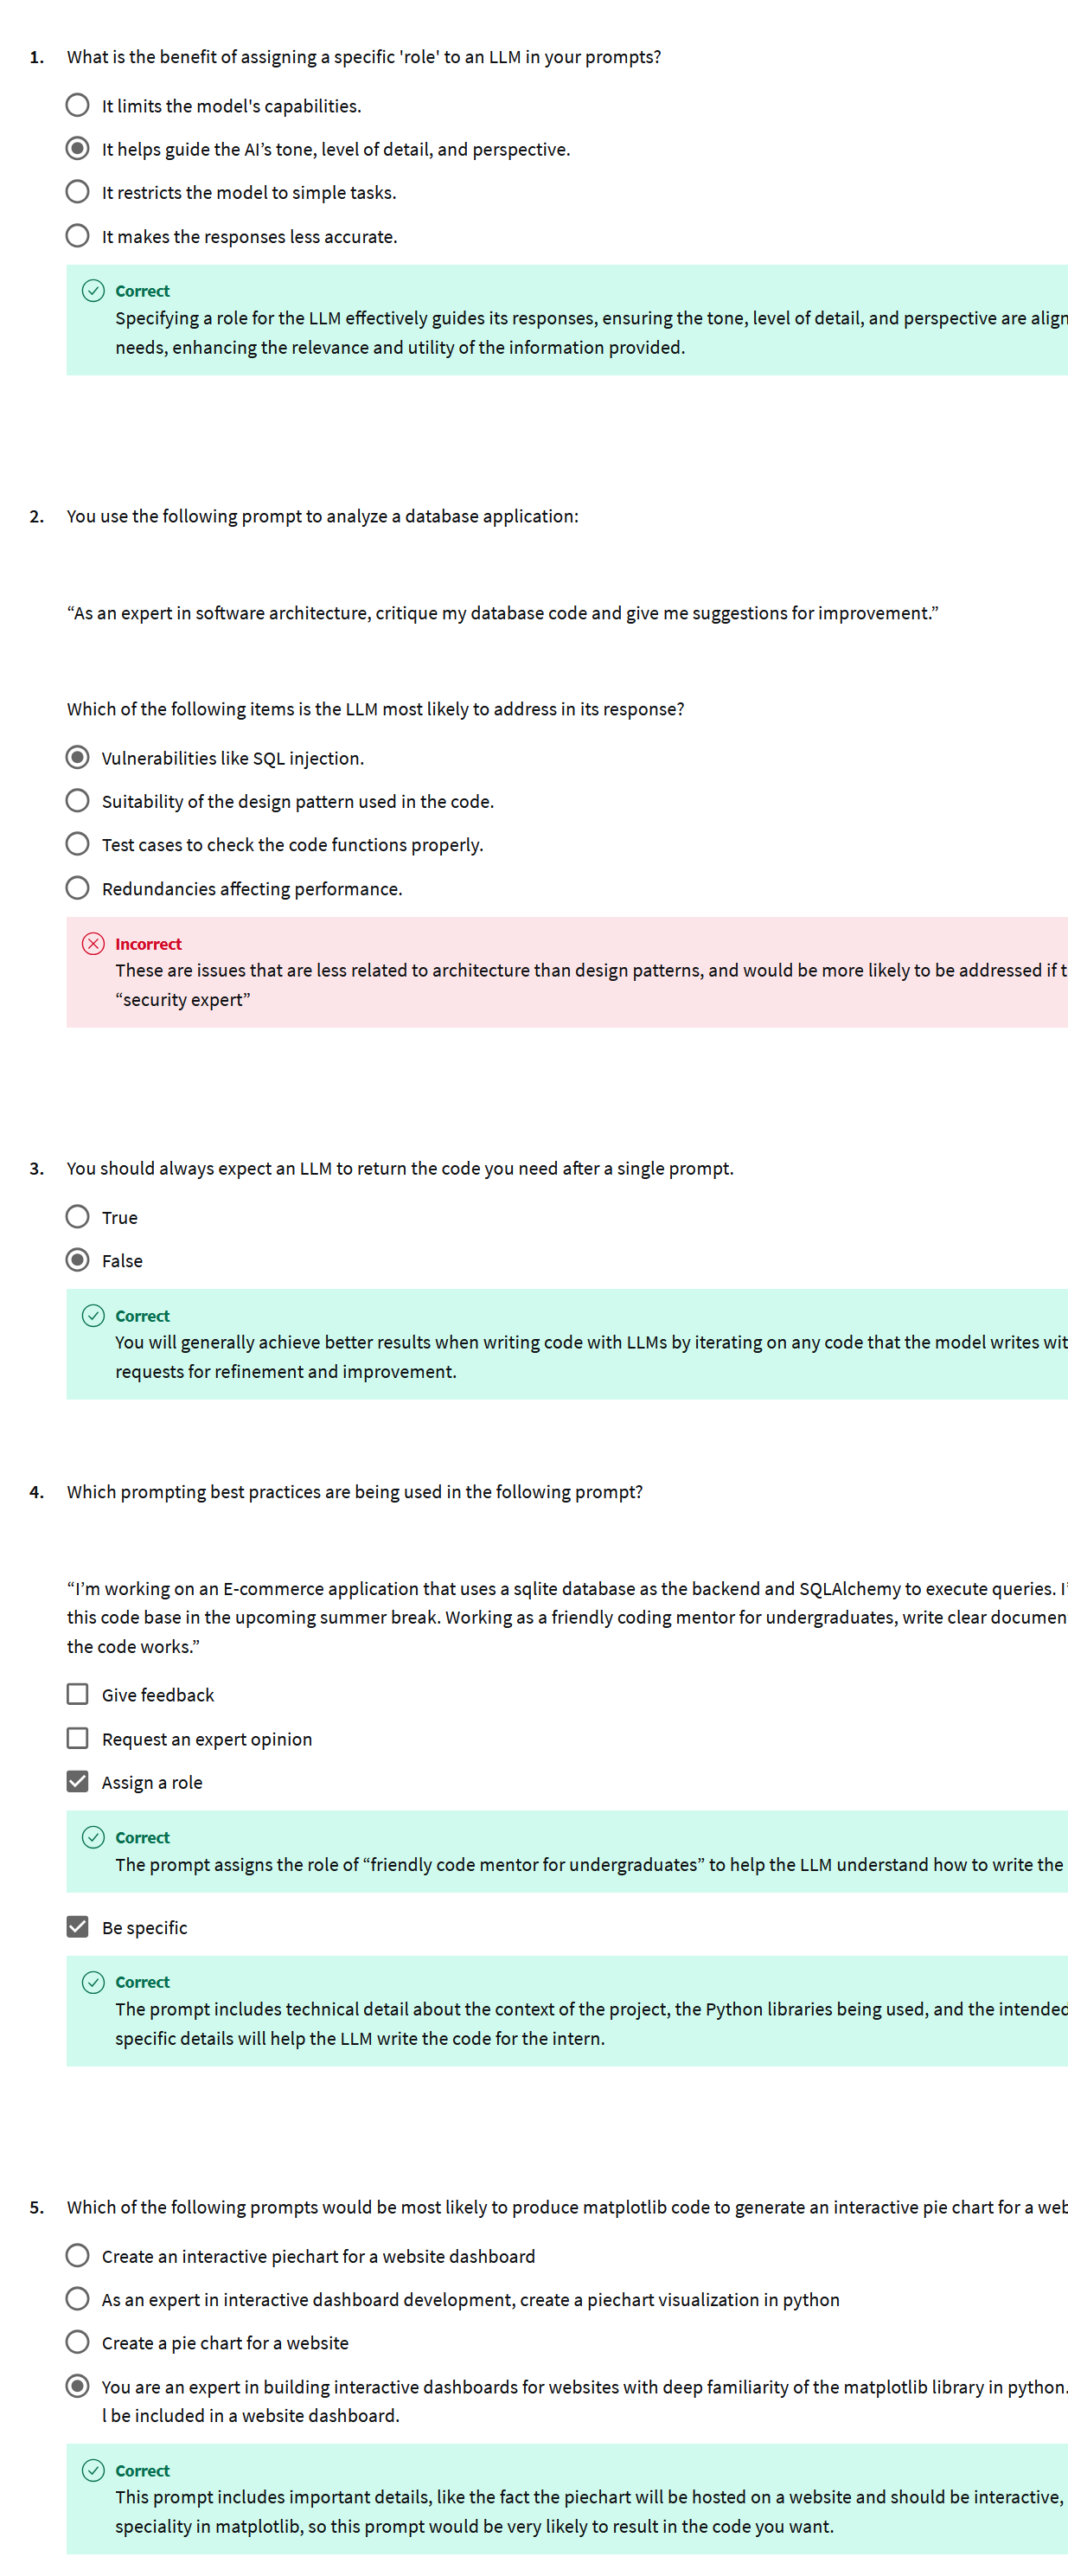 1. What is the benefit of assigning a specific 'role' to an LLM in your prompts?
It limits the model's capabilities.
It helps guide the AI’s tone, level of detail, and perspective.
It restricts the model to simple tasks.
It makes the responses less accurate.
Correct
Specifying a role for the LLM effectively guides its responses, ensuring the tone, level of detail, and perspective are align
needs, enhancing the relevance and utility of the information provided.
2. You use the following prompt to analyze a database application:
“As an expert in software architecture, critique my database code and give me suggestions for improvement.”
Which of the following items is the LLM most likely to address in its response?
Vulnerabilities like SQL injection.
Suitability of the design pattern used in the code.
Test cases to check the code functions properly.
Redundancies affecting performance.
Incorrect
These are issues that are less related to architecture than design patterns, and would be more likely to be addressed if t
“security expert”
3. You should always expect an LLM to return the code you need after a single prompt.
True
False
Correct
You will generally achieve better results when writing code with LLMs by iterating on any code that the model writes wit
requests for refinement and improvement.
4. Which prompting best practices are being used in the following prompt?
“I’m working on an E-commerce application that uses a sqlite database as the backend and SQLAlchemy to execute queries. I’
this code base in the upcoming summer break. Working as a friendly coding mentor for undergraduates, write clear documen
the code works.”
Give feedback
Request an expert opinion
Assign a role
Correct
The prompt assigns the role of “friendly code mentor for undergraduates” to help the LLM understand how to write the
Be specific
Correct
The prompt includes technical detail about the context of the project, the Python libraries being used, and the intended
specific details will help the LLM write the code for the intern.
5. Which of the following prompts would be most likely to produce matplotlib code to generate an interactive pie chart for a web
Create an interactive piechart for a website dashboard
As an expert in interactive dashboard development, create a piechart visualization in python
Create a pie chart for a website
You are an expert in building interactive dashboards for websites with deep familiarity of the matplotlib library in python.
l be included in a website dashboard.
Correct
This prompt includes important details, like the fact the piechart will be hosted on a website and should be interactive,
speciality in matplotlib, so this prompt would be very likely to result in the code you want.